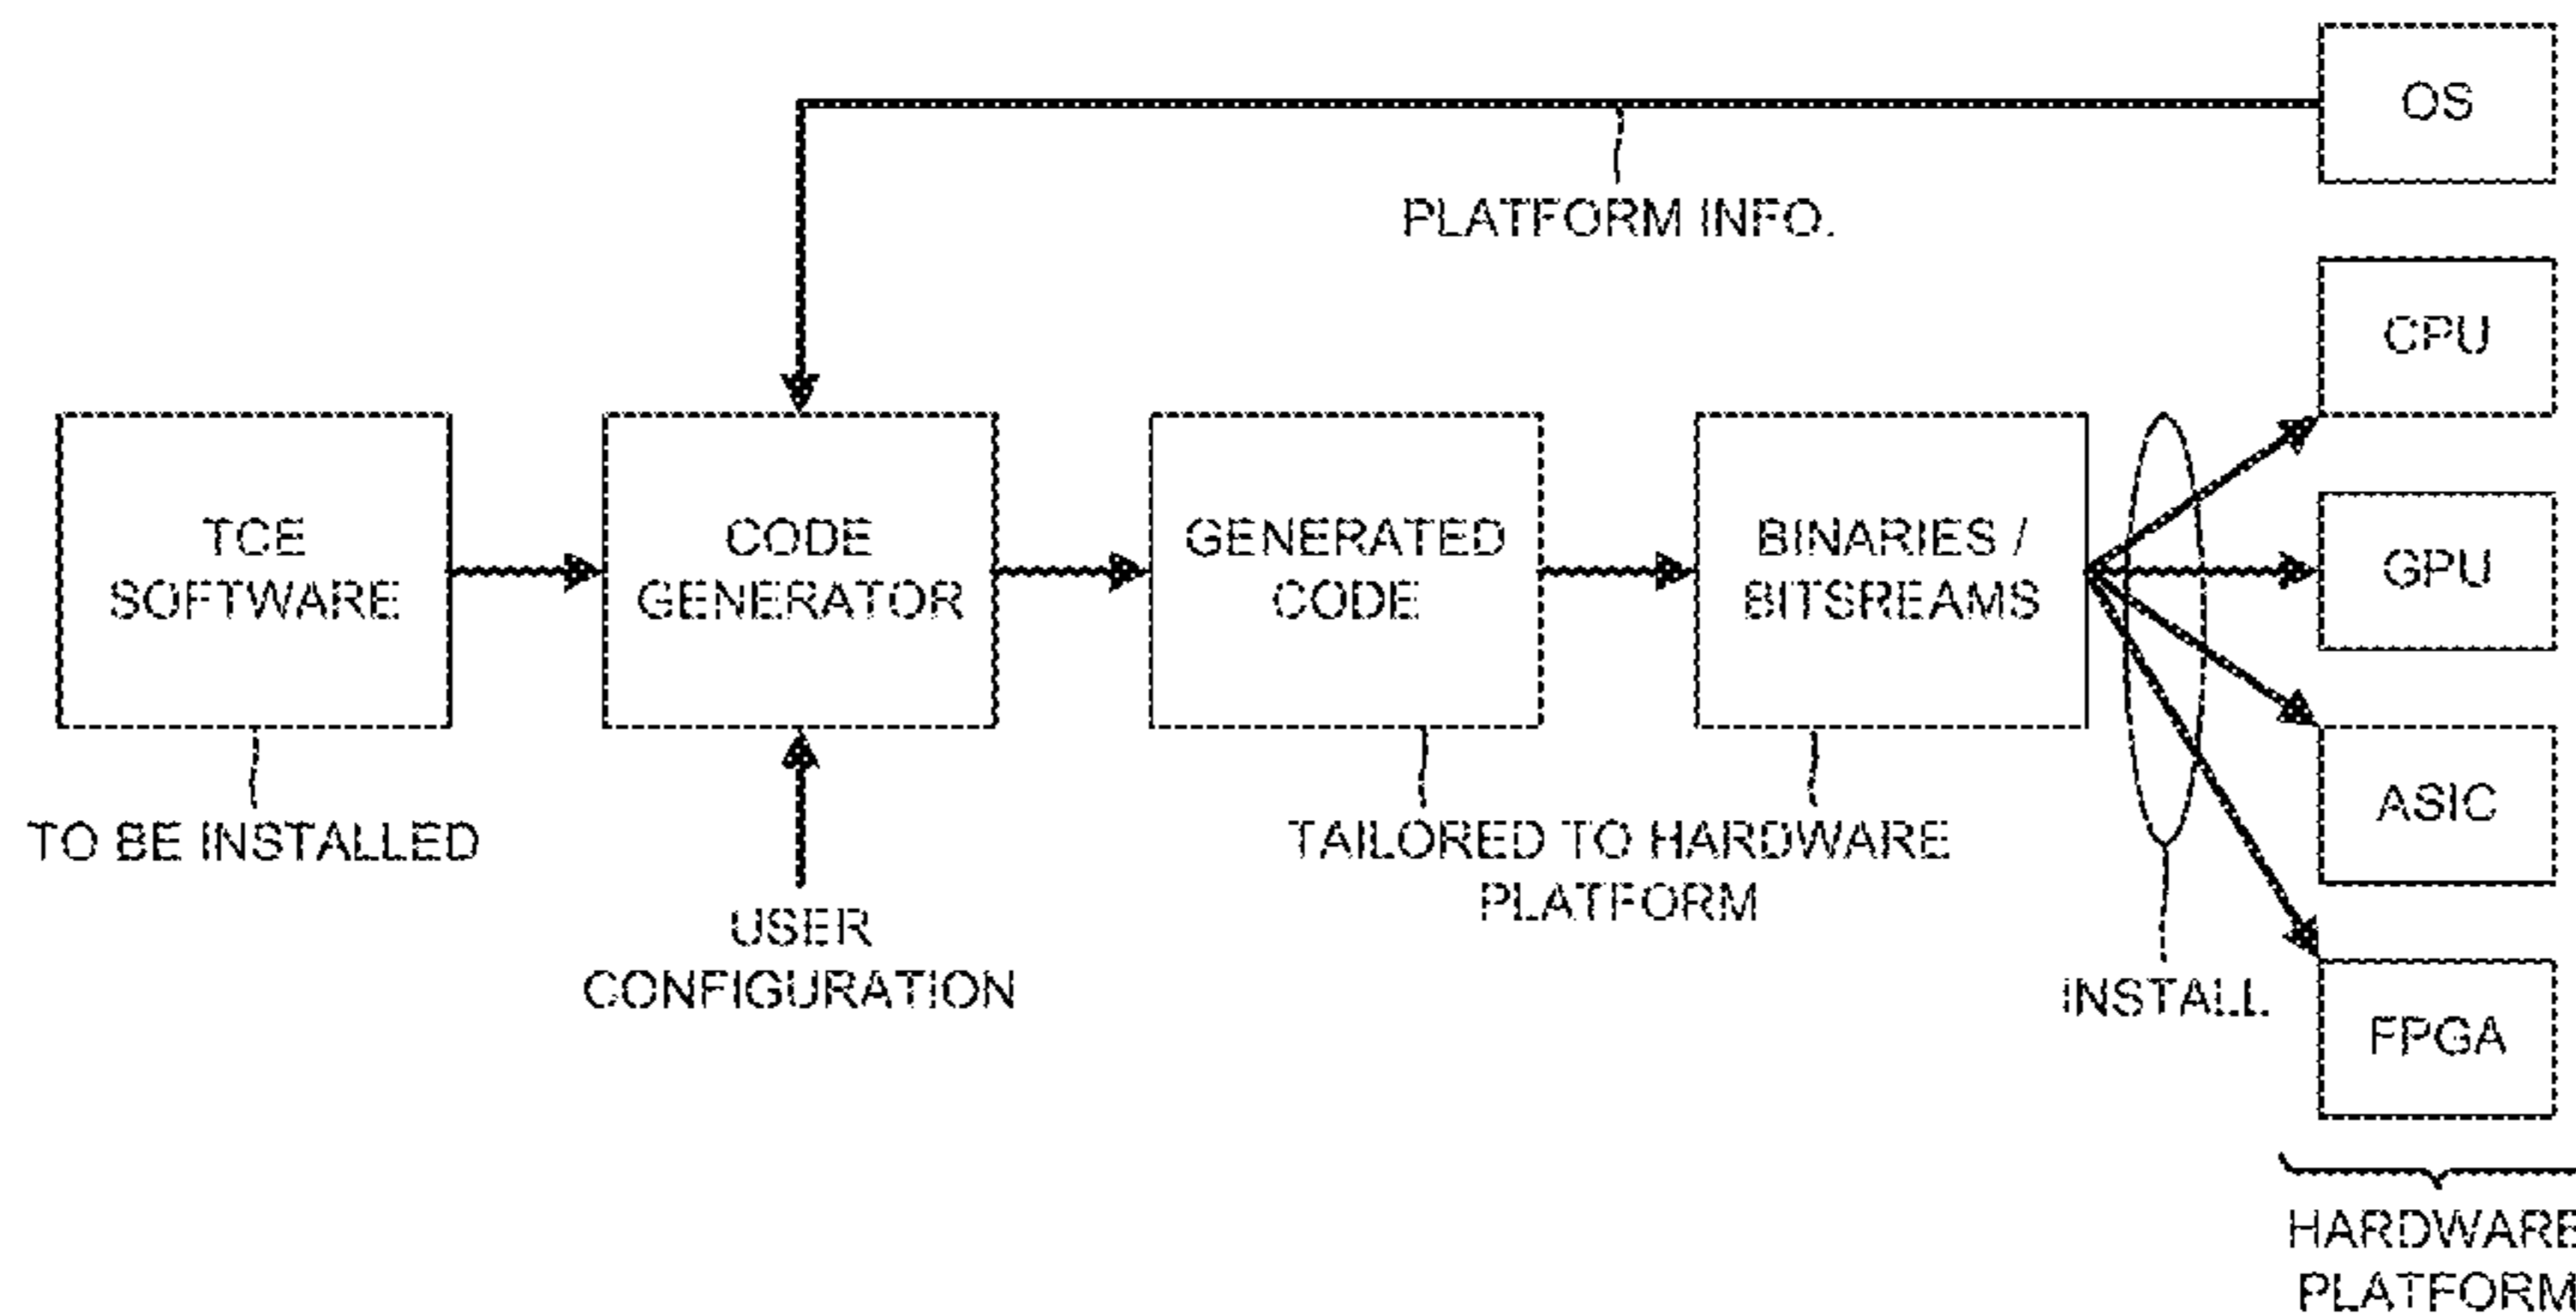 OS
PLATFORM INFO.
CPU
TCE
SOFTWARE
CODE
GENERATOR
GENERATED
CODE
BINARIES /
BITSREAMS
GPU
ASIC
TO BE INSTALLED
TAILORED TO HARDWARE
PLATFORM
USER
CONFIGURATION
INSTALL
FPGA
HARDWARE
PLATFORM